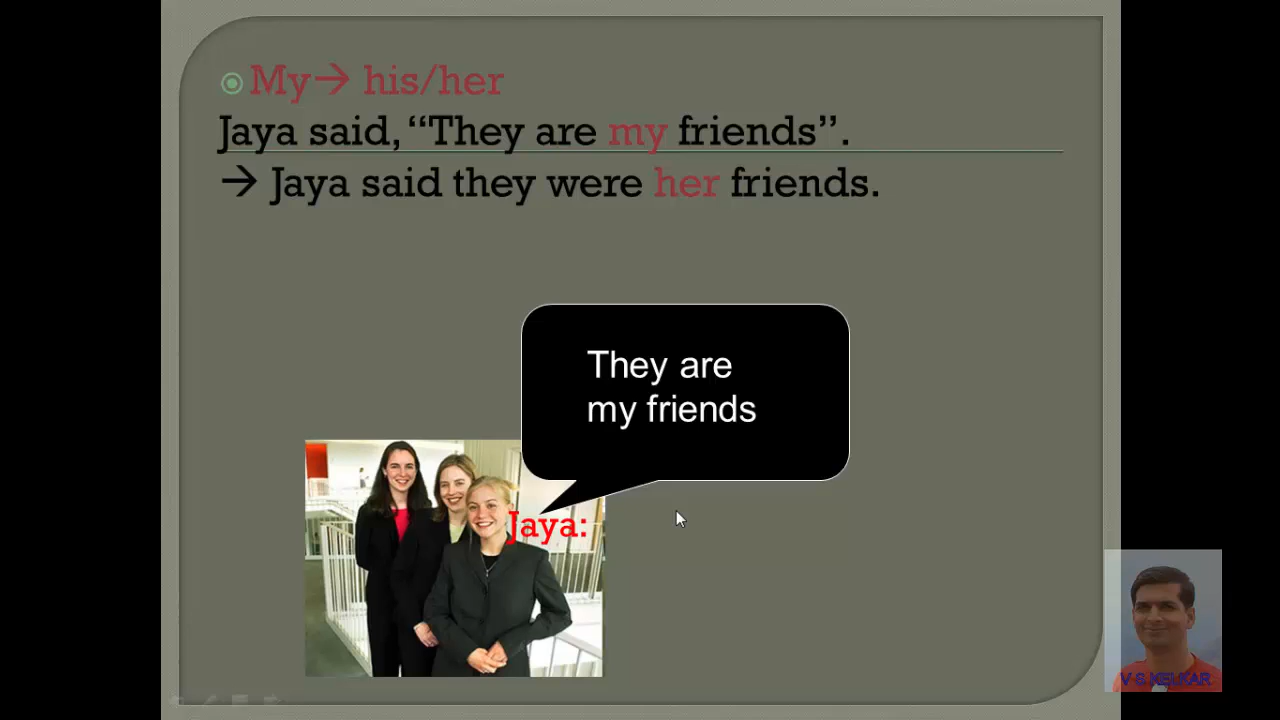 My→ his/her
Jaya said, “They are my friends”.
→ Jaya said they were her friends.
They are
my friends
Jaya:
V S KELKAR